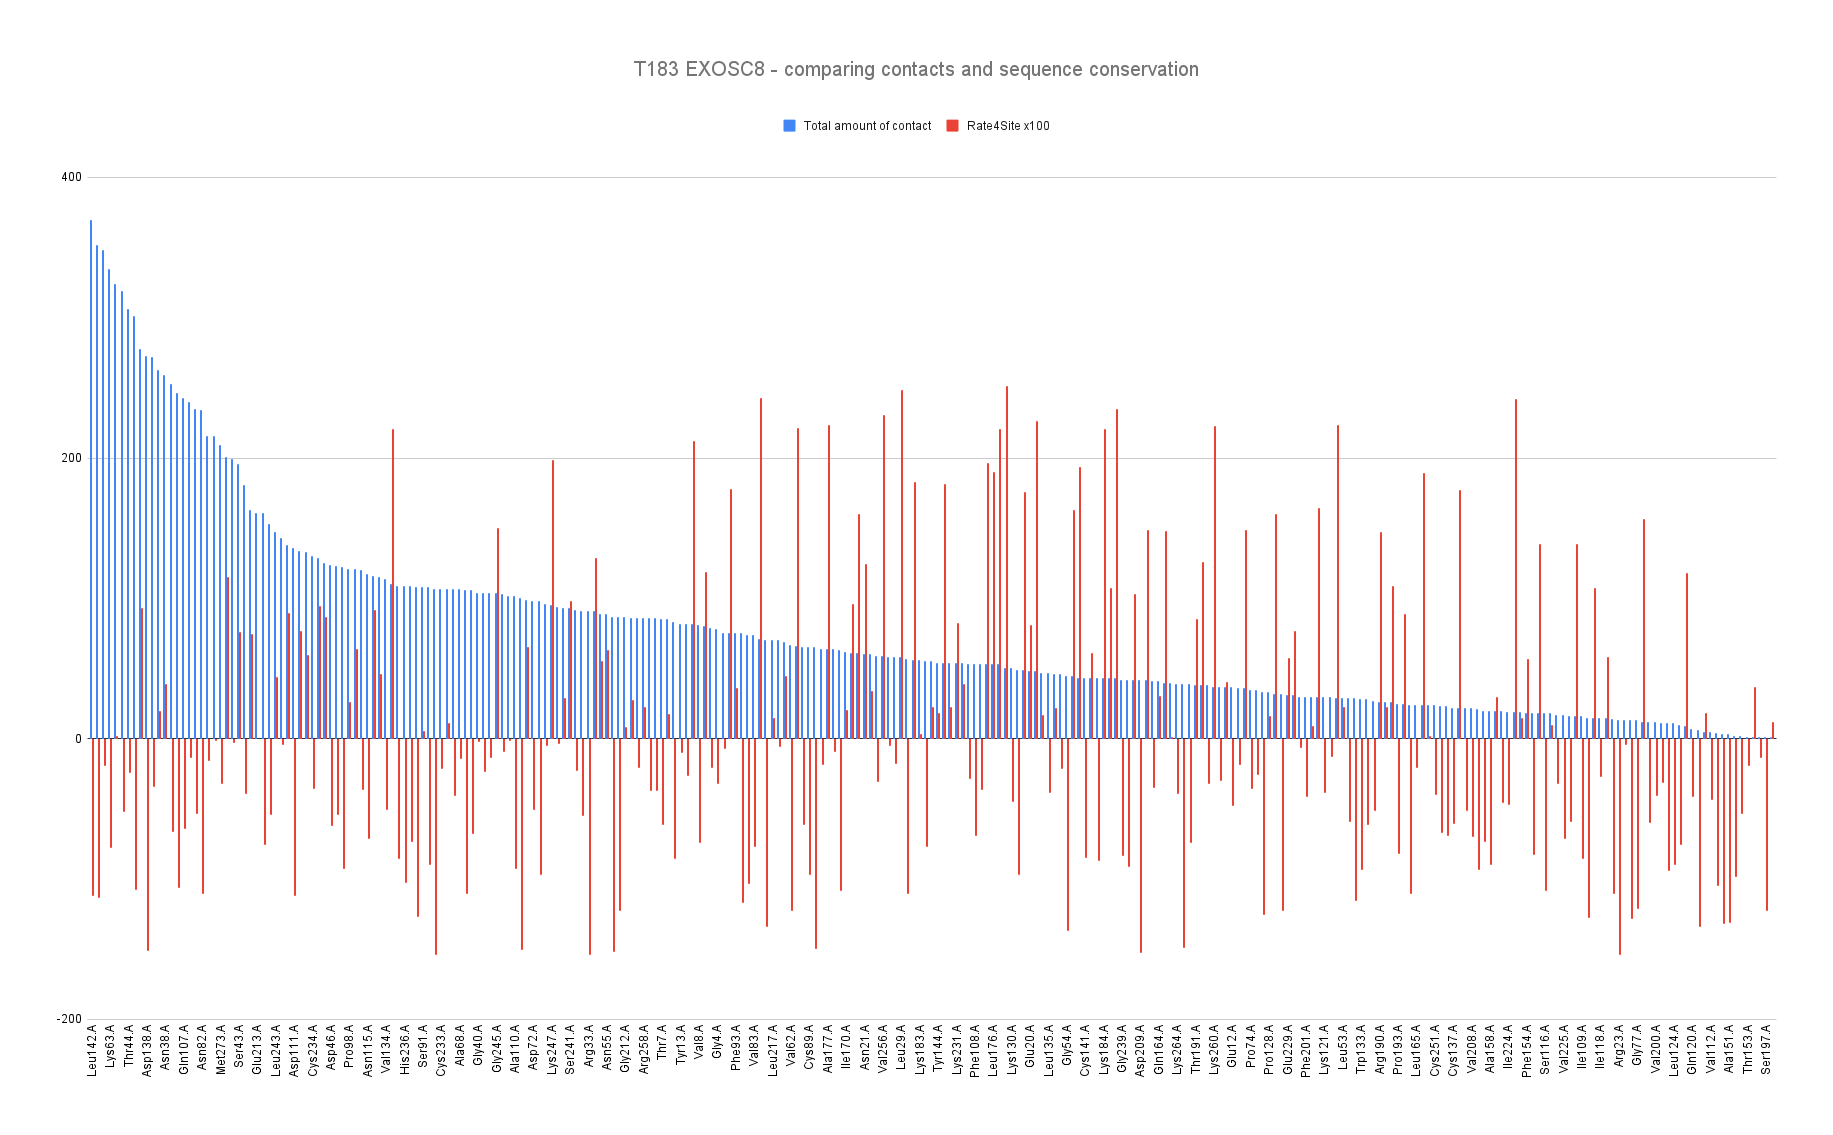 T183 EXOSC8 - comparing contacts and sequence conservation
Total amount of contact
Rate4Site x100
400
200
0
-200
Leu142.A
Lys63.A
Thr44.A
Asp138.A
Asn38.A
Gln107.A
Asn82.A
Met273.A
Ser43.A
Glu213.A
Leu243.A
Asp111.A
Cys234.A
Asp46.A
Pro98.A
Asn115.A
Val134.A
His236.A
Ser91.A
Cys233.A
Ala68.A
Gly40.A
Gly245.A
Ala110.A
Asp72.A
Lys247.A
Ser241.A
Arg33.A
Asn55.A
Gly212.A
Arg258.A
Thr7.A
Tyr13.A
Val8.A
Gly4.A
Phe93.A
Val83.A
Leu217.A
Val62.A
Cys89.A
Ala177.A
Ile170.A
Asn21.A
Val256.A
Leu29.A
Lys183.A
Tyr144.A
Lys231.A
Phe108.A
Leu176.A
Lys130.A
Glu20.A
Leu135.A
Gly54.A
Cys141.A
Lys184.A
Gly239.A
Asp209.A
Gln164.A
Lys264.A
Thr191.A
Lys260.A
Glu12.A
Pro74.A
Pro128.A
Glu229.A
Phe201.A
Lys121.A
Leu53.A
Trp133.A
Arg190.A
Pro193.A
Leu165.A
Cys251.A
Cys137.A
Val208.A
Ala158.A
Ile224.A
Phe154.A
Ser116.A
Val225.A
Ile109.A
Ile118.A
Arg23.A
Gly77.A
Val200.A
Leu124.A
Gln120.A
Val112.A
Ala151.A
Thr153.A
Ser197.A